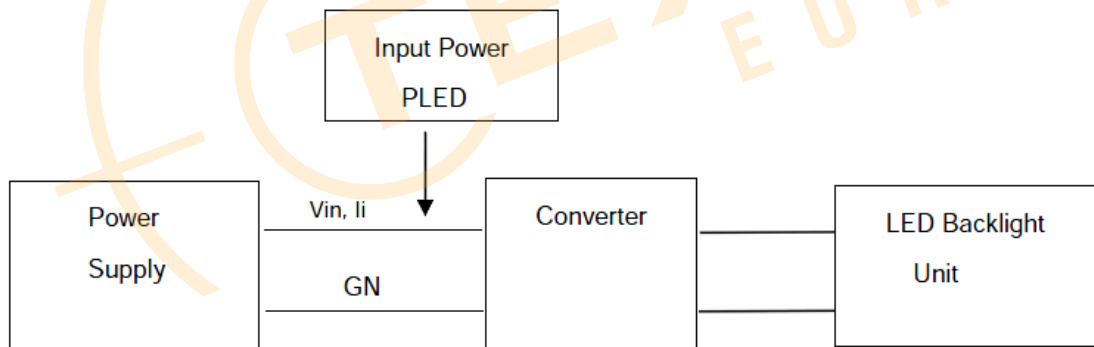 Input Power
PLED
Power
Supply
Vin, Ii
GN
Converter
LED Backlight
Unit